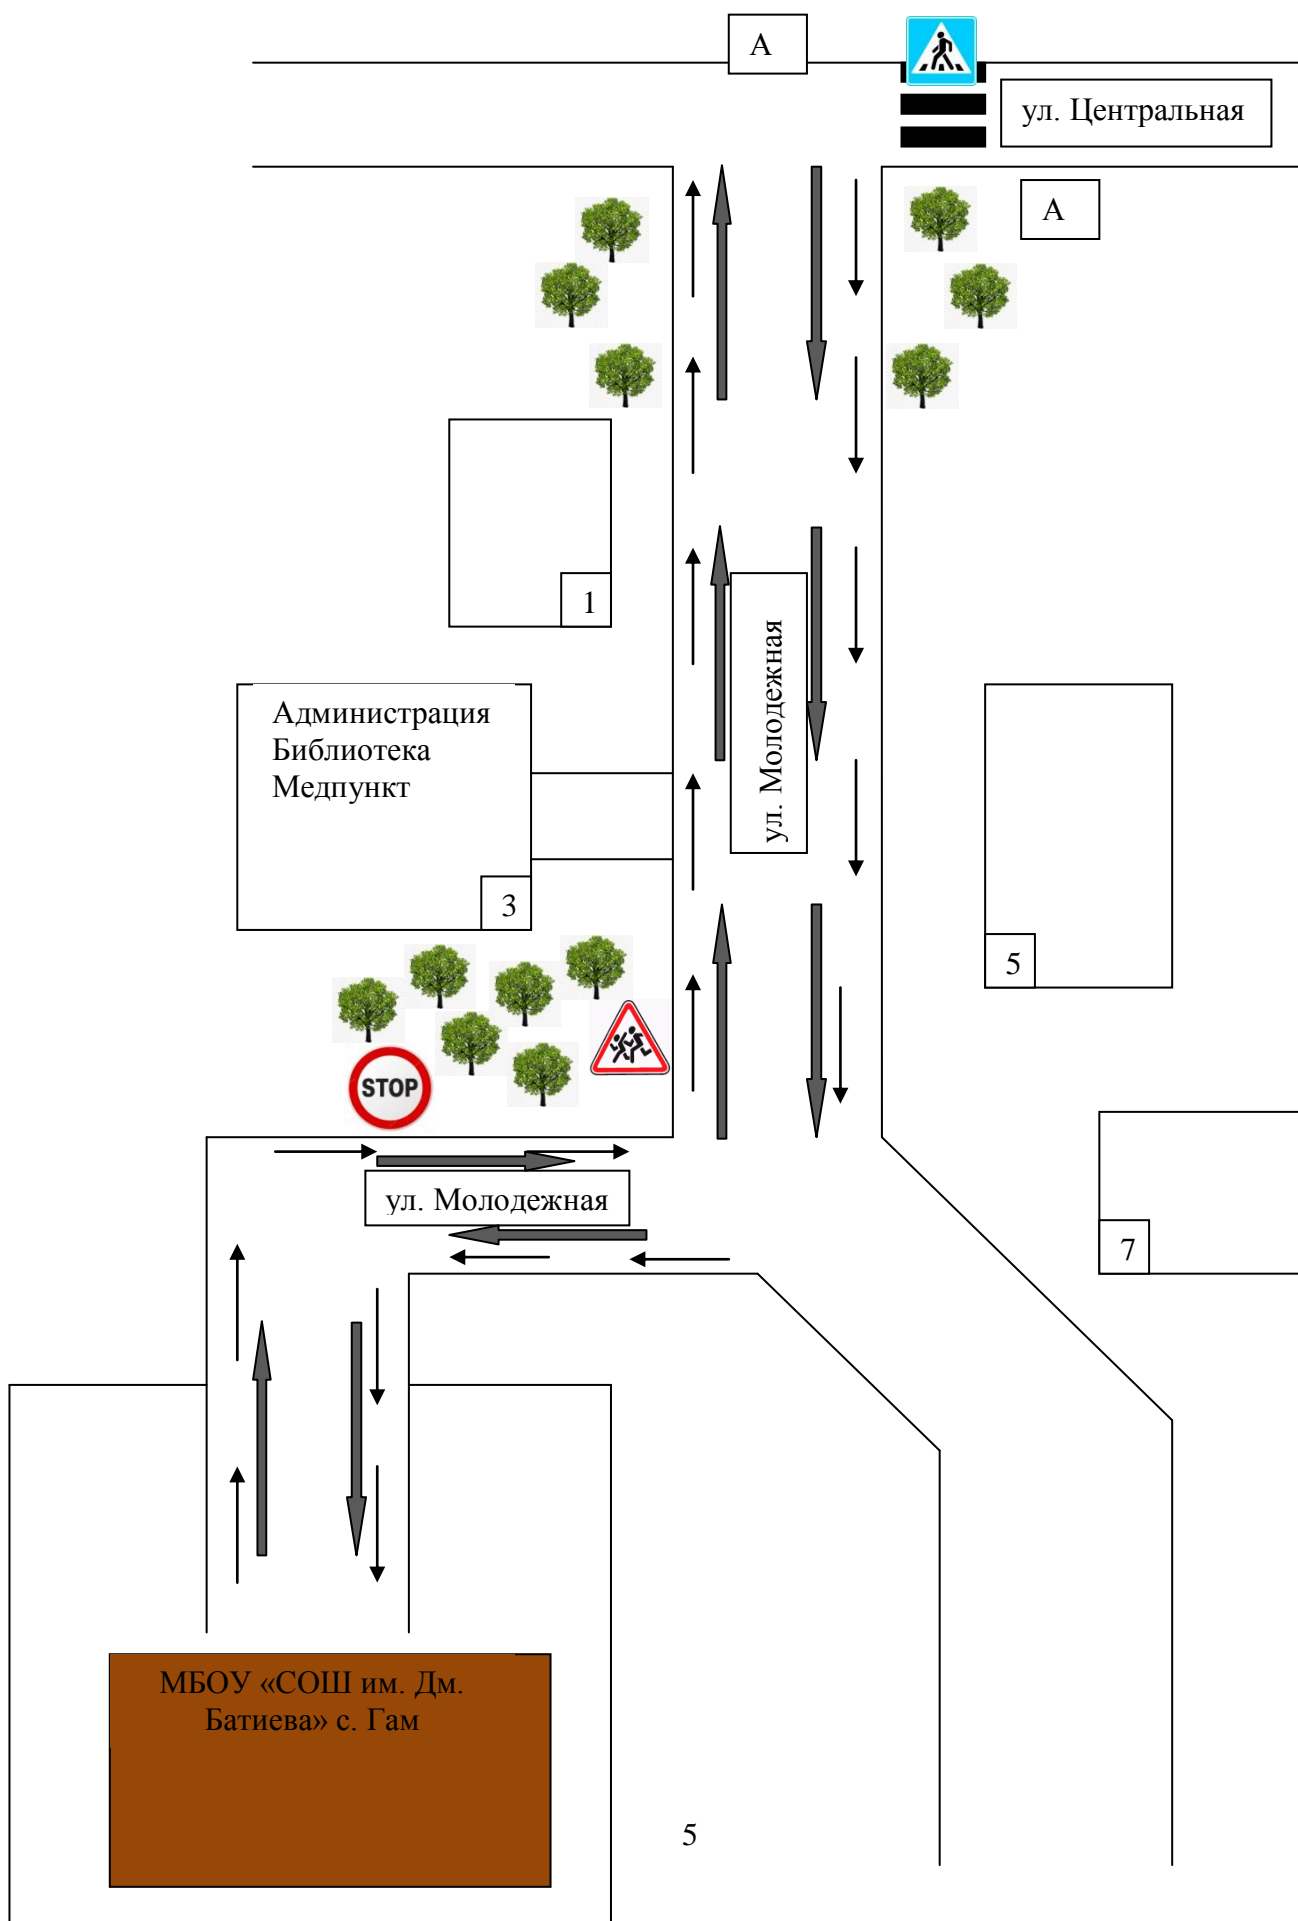 А
ул. Центральная
А
1
ул. Молодежная
Администрация
Библиотека
Медпункт
3
5
STOP
ул. Молодежная
7
МБОУ «СОШ им. Дм.
Батиева» с. Гам
5